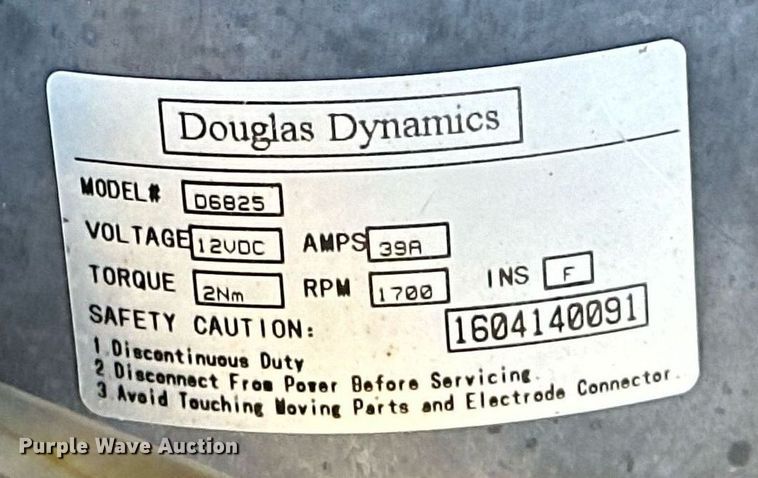 Douglas Dynamics
MODEL# D6825
VOLTAGE 12VDC AMPS 39A
TORQUE 2Nm RPM 1700 INS F
SAFETY CAUTION: 1604140091
1 Discontinuous Duty
2 Disconnect From Power Before Servicing.
3 Avoid Touching Moving Parts and Electrode Connector.
Purple Wave Auction